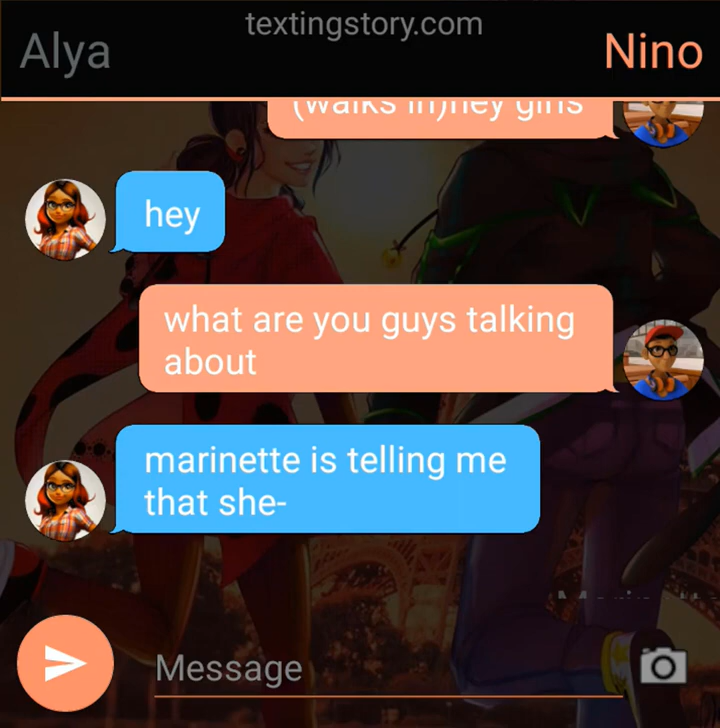 textingstory.com
Alya
Nino
(walks in)hey girls
hey
what are you guys talking
about
marinette is telling me
that she-
Message